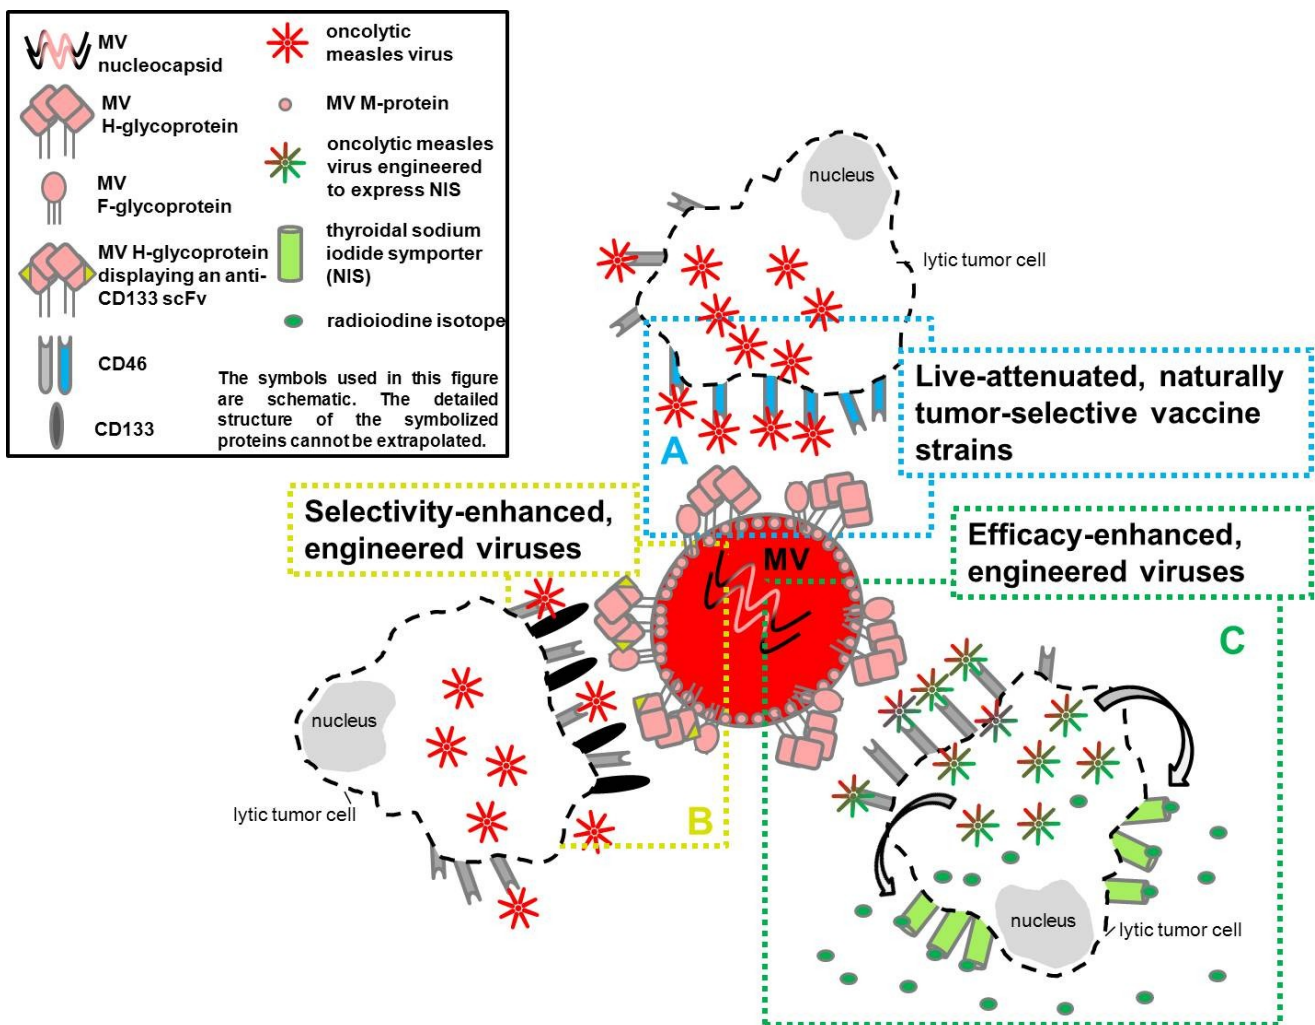 MV
nucleocapsid
MV
H-glycoprotein
MV
F-glycoprotein
MV H-glycoprotein
displaying an anti-
CD133 scFv
CD46
CD133
oncolytic
measles virus
MV M-protein
oncolytic measles
virus engineered
to express NIS
thyroidal sodium
iodide symporter
(NIS)
radioiodine isotope
The symbols used in this figure
are schematic. The detailed
structure of the symbolized
proteins cannot be extrapolated.
nucleus
lytic tumor cell
Live-attenuated, naturally
tumor-selective vaccine
strains
A
Selectivity-enhanced,
engineered viruses
MV
Efficacy-enhanced,
engineered viruses
C
nucleus
lytic tumor cell
B
nucleus
lytic tumor cell